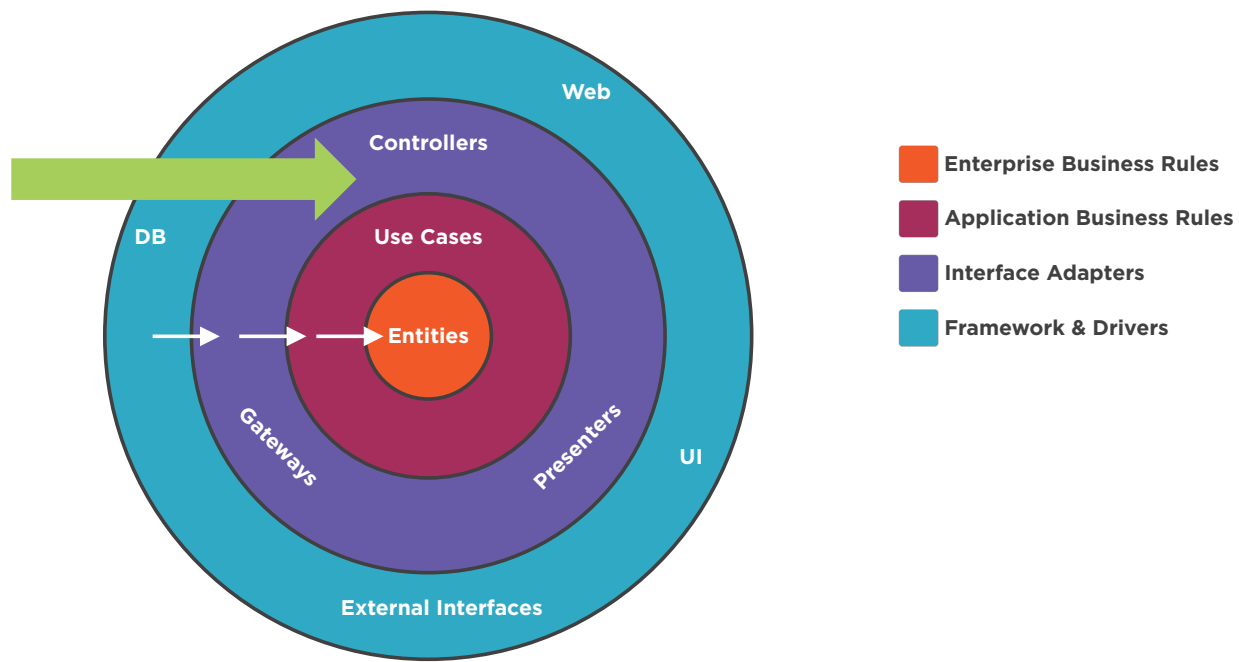 Web
Controllers
DB
Use Cases
Entities
Gateways
Presenters
UI
External Interfaces
Enterprise Business Rules
Application Business Rules
Interface Adapters
Framework & Drivers